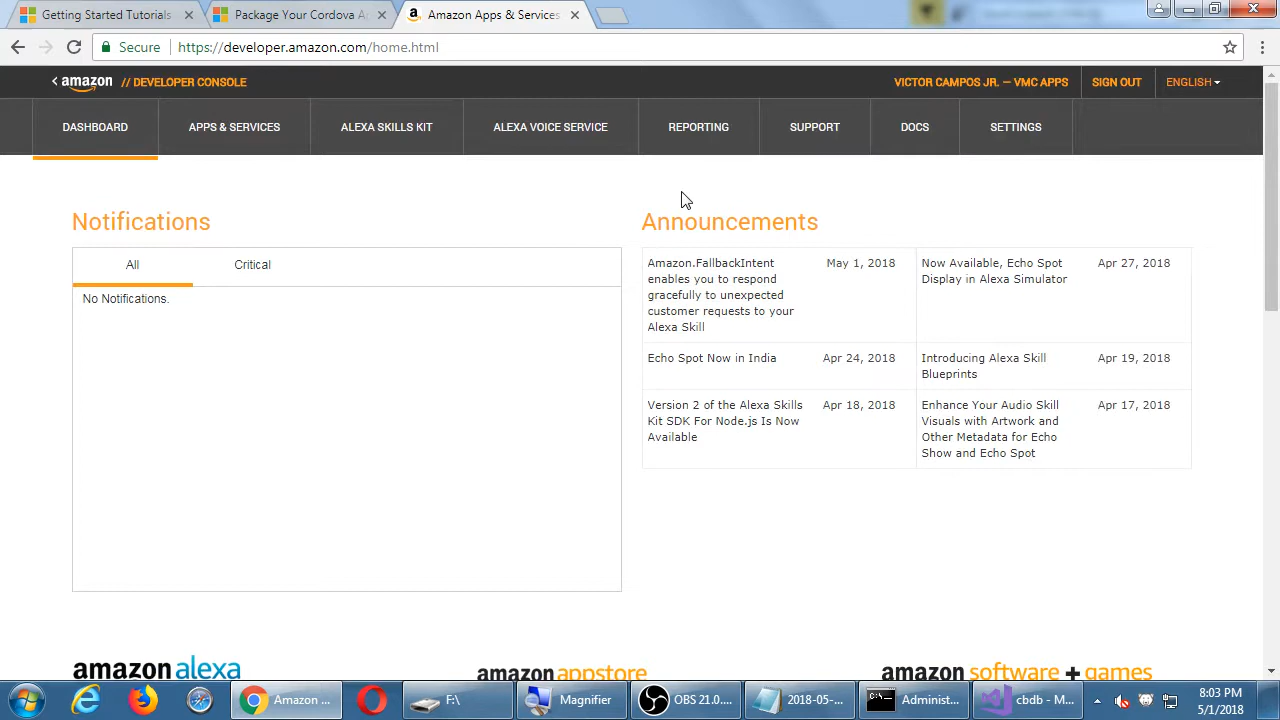 Getting Started Tutorials
Package Your Cordova Ap
Amazon Apps & Services
Secure
https://developer.amazon.com/home.html
amazon // DEVELOPER CONSOLE
VICTOR CAMPOS JR. — VMC APPS
SIGN OUT
ENGLISH
DASHBOARD
APPS & SERVICES
ALEXA SKILLS KIT
ALEXA VOICE SERVICE
REPORTING
SUPPORT
DOCS
SETTINGS
Notifications
All
Critical
No Notifications.
Announcements
Amazon.FallbackIntent
enables you to respond
gracefully to unexpected
customer requests to your
Alexa Skill
May 1, 2018
Now Available, Echo Spot
Display in Alexa Simulator
Apr 27, 2018
Echo Spot Now in India
Apr 24, 2018
Introducing Alexa Skill
Blueprints
Apr 19, 2018
Version 2 of the Alexa Skills
Kit SDK For Node.js Is Now
Available
Apr 18, 2018
Enhance Your Audio Skill
Visuals with Artwork and
Other Metadata for Echo
Show and Echo Spot
Apr 17, 2018
amazon alexa
amazon appstore
amazon software + games
Amazon ...
F:\
Magnifier
OBS 21.0....
2018-05-...
Administ...
cbdb - M...
8:03 PM
5/1/2018